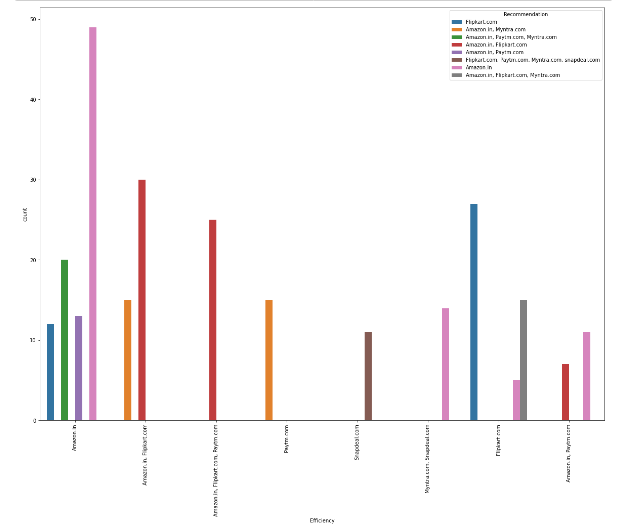 Recommendation
Flipkart.com
Amazon.in, Myntra.com
Amazon.in, Paytm.com, Myntra.com
Amazon.in, Flipkart.com
Amazon.in, Paytm.com
Flipkart.com, Paytm.com, Myntra.com, snapdeal.com
Amazon.in
Amazon.in, Flipkart.com, Myntra.com
50
40
30
20
10
0
count
Amazon.in
Amazon.in, Flipkart.com
Amazon.in, Flipkart.com, Paytm.com
Paytm.com
Snapdeal.com
Myntra.com, Snapdeal.com
Flipkart.com
Amazon.in, Paytm.com
Efficiency